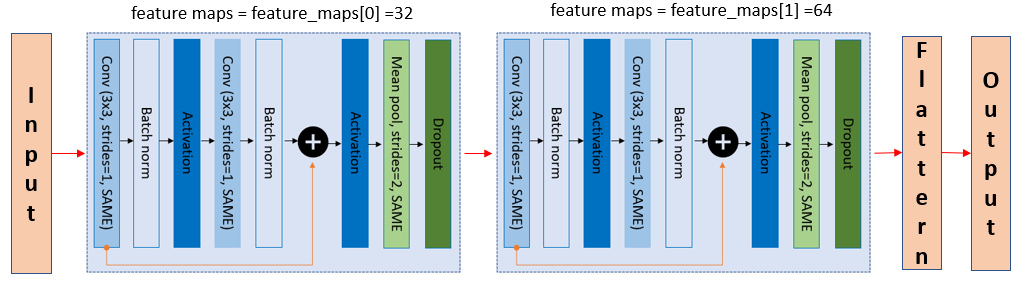 feature maps = feature_maps[0] =32
feature maps = feature_maps[1] =64
Input
Conv (3x3, strides=1, SAME)
Batch norm
Activation
Conv (3x3, strides=1, SAME)
Batch norm
+
Activation
Mean pool, strides=2, SAME
Dropout
Conv (3x3, strides=1, SAME)
Batch norm
Activation
Conv (3x3, strides=1, SAME)
Batch norm
+
Activation
Mean pool, strides=2, SAME
Dropout
Flattern
Output